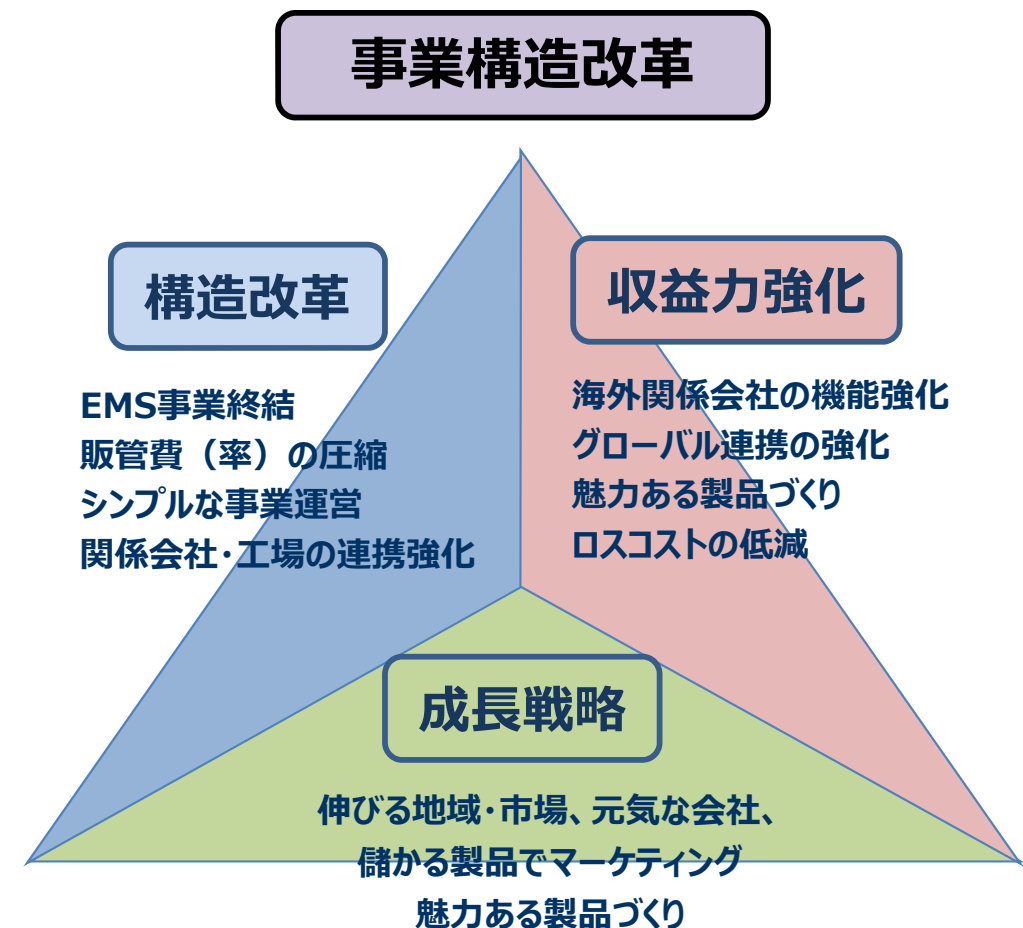 事業構造改革
構造改革
EMS事業終結
販管費（率）の圧縮
シンプルな事業運営
関係会社・工場の連携強化
収益力強化
海外関係会社の機能強化
グローバル連携の強化
魅力ある製品づくり
ロスコストの低減
成長戦略
伸びる地域・市場、元気な会社、
儲かる製品でマーケティング
魅力ある製品づくり